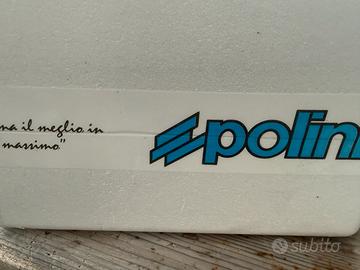 na il meglio in
massimo"
polini
subito